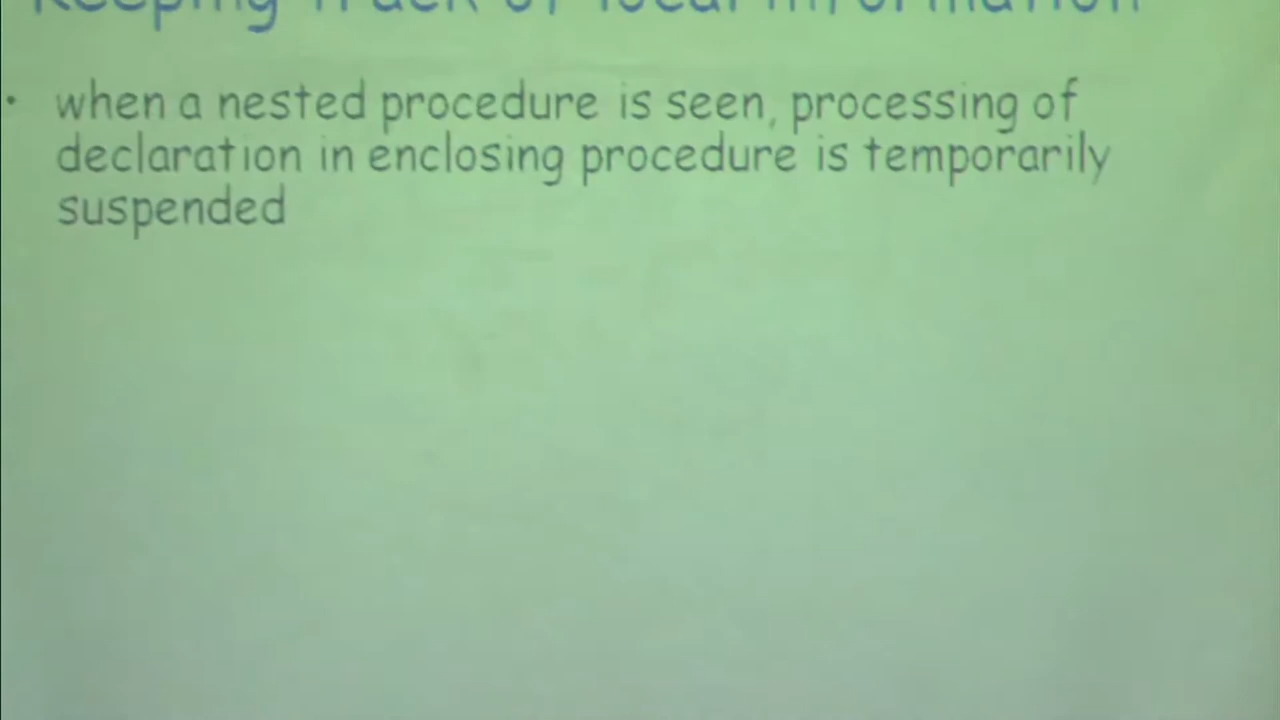 Keeping Track of local information
• when a nested procedure is seen, processing of
declaration in enclosing procedure is temporarily
suspended